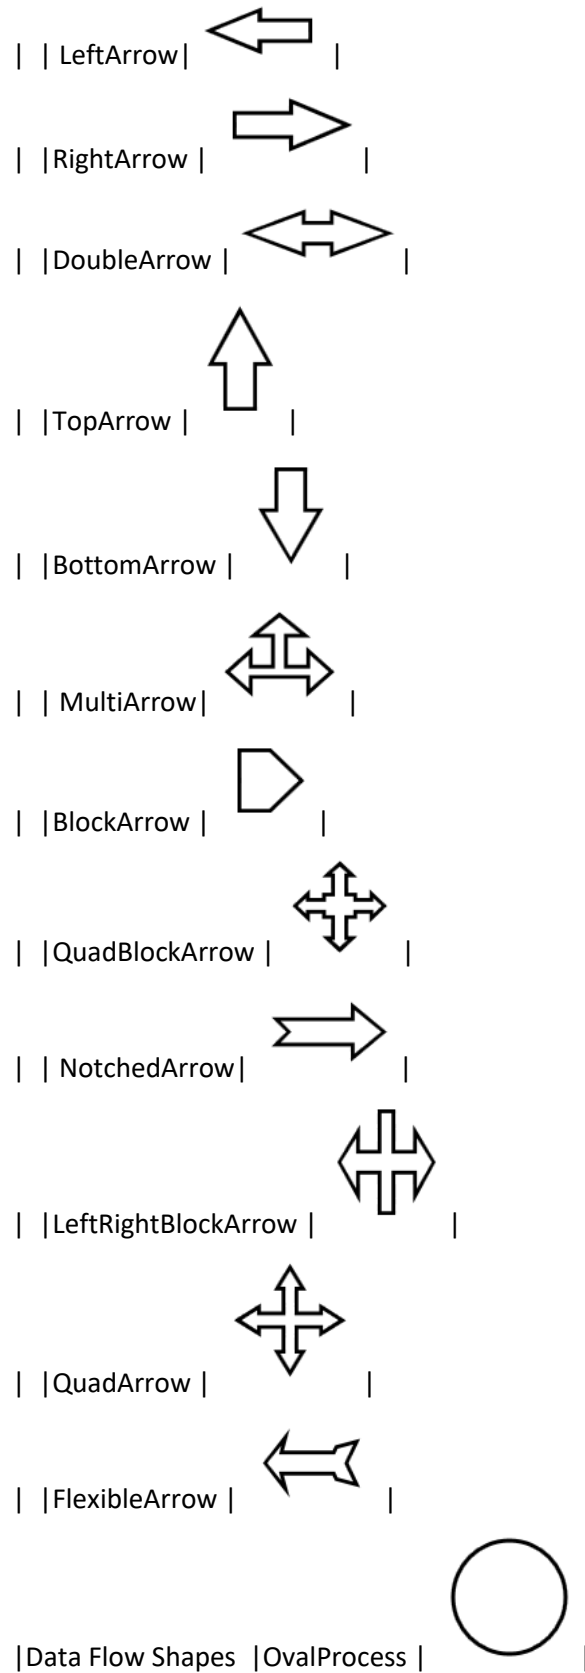 | | LeftArrow| |
| |RightArrow | |
| |DoubleArrow | |
| |TopArrow | |
| |BottomArrow | |
| | MultiArrow| |
| |BlockArrow | |
| |QuadBlockArrow | |
| | NotchedArrow| |
| |LeftRightBlockArrow | |
| |QuadArrow | |
| |FlexibleArrow | |
|Data Flow Shapes |OvalProcess | |